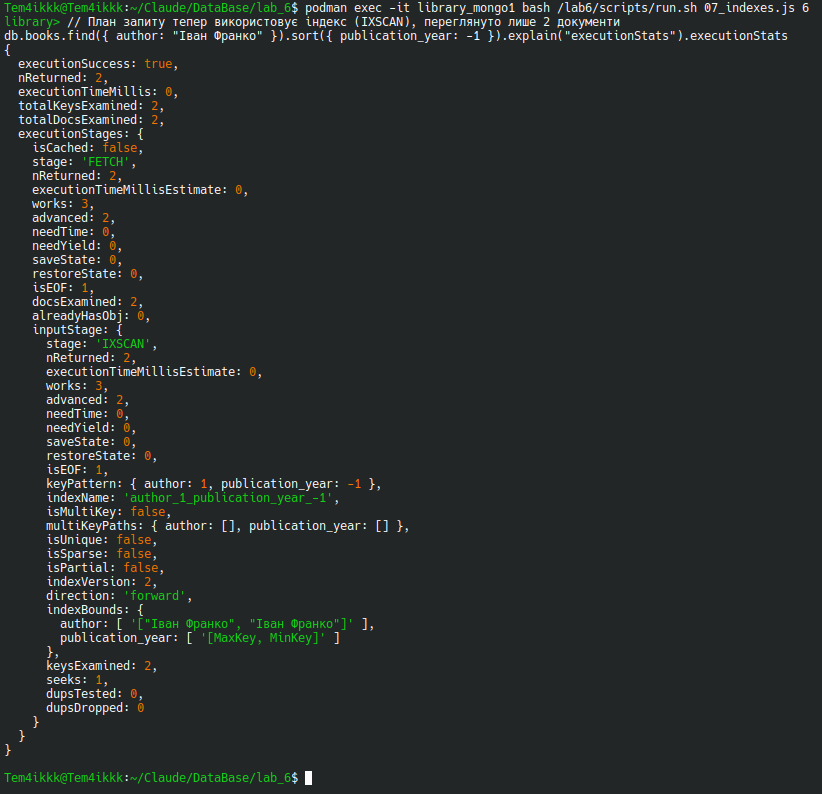 Tem4ikkk@Tem4ikkk:~/Claude/DataBase/lab_6$ podman exec -it library_mongo1 bash /lab6/scripts/run.sh 07_indexes.js 6
library> // План запиту тепер використовує індекс (IXSCAN), переглянуто лише 2 документи
db.books.find({ author: "Іван Франко" }).sort({ publication_year: -1 }).explain("executionStats").executionStats
{
  executionSuccess: true,
  nReturned: 2,
  executionTimeMillis: 0,
  totalKeysExamined: 2,
  totalDocsExamined: 2,
  executionStages: {
    isCached: false,
    stage: 'FETCH',
    nReturned: 2,
    executionTimeMillisEstimate: 0,
    works: 3,
    advanced: 2,
    needTime: 0,
    needYield: 0,
    saveState: 0,
    restoreState: 0,
    isEOF: 1,
    docsExamined: 2,
    alreadyHasObj: 0,
    inputStage: {
      stage: 'IXSCAN',
      nReturned: 2,
      executionTimeMillisEstimate: 0,
      works: 3,
      advanced: 2,
      needTime: 0,
      needYield: 0,
      saveState: 0,
      restoreState: 0,
      isEOF: 1,
      keyPattern: { author: 1, publication_year: -1 },
      indexName: 'author_1_publication_year_-1',
      isMultiKey: false,
      multiKeyPaths: { author: [], publication_year: [] },
      isUnique: false,
      isSparse: false,
      isPartial: false,
      indexVersion: 2,
      direction: 'forward',
      indexBounds: {
        author: [ '["Іван Франко", "Іван Франко"]' ],
        publication_year: [ '[MaxKey, MinKey]' ]
      },
      keysExamined: 2,
      seeks: 1,
      dupsTested: 0,
      dupsDropped: 0
    }
  }
}
Tem4ikkk@Tem4ikkk:~/Claude/DataBase/lab_6$